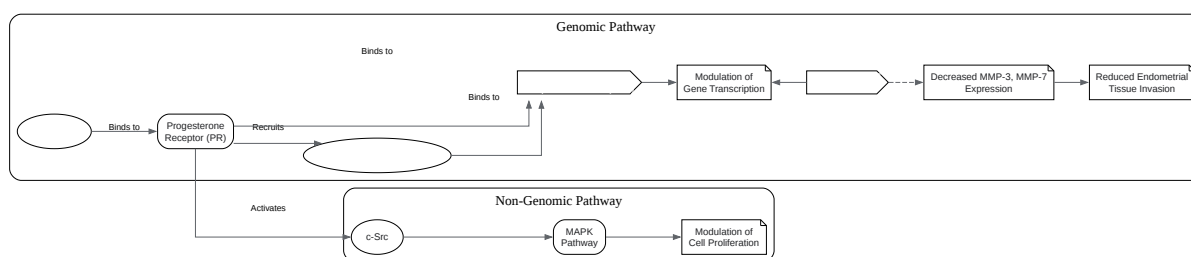 Genomic Pathway
Binds to
Binds to
Modulation of
Gene Transcription
Decreased MMP-3, MMP-7
Expression
Reduced Endometrial
Tissue Invasion
Binds to
Progesterone
Receptor (PR)
Recruits
Activates
Non-Genomic Pathway
c-Src
MAPK
Pathway
Modulation of
Cell Proliferation